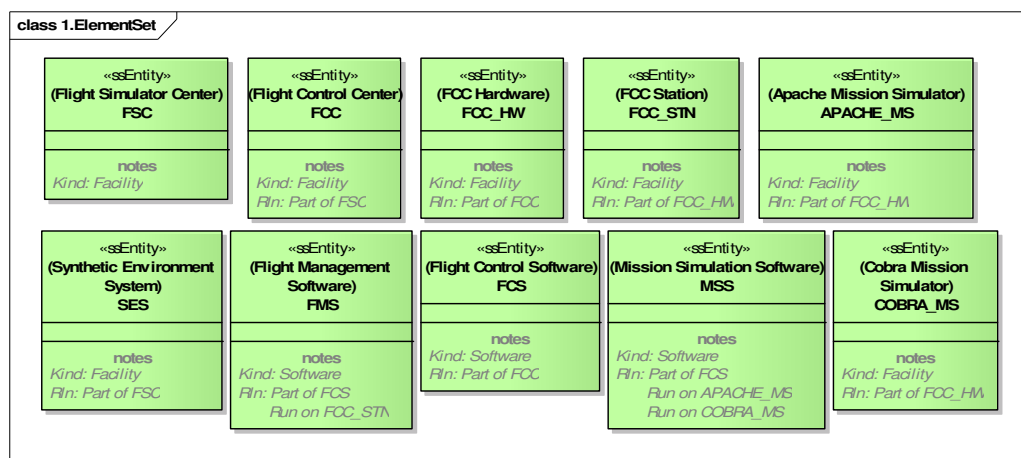 class 1.ElementSet
«ssEntity»
(Flight Simulator Center)
FSC
notes
Kind: Facility
«ssEntity»
(Flight Control Center)
FCC
notes
Kind: Facility
Rln: Part of FSC
«ssEntity»
(FCC Hardware)
FCC_HW
notes
Kind: Facility
Rln: Part of FCC
«ssEntity»
(FCC Station)
FCC_STN
notes
Kind: Facility
Rln: Part of FCC_HW
«ssEntity»
(Apache Mission Simulator)
APACHE_MS
notes
Kind: Facility
Rln: Part of FCC_HW
«ssEntity»
(Synthetic Environment
System)
SES
notes
Kind: Facility
Rln: Part of FSC
«ssEntity»
(Flight Management
Software)
FMS
notes
Kind: Software
Rln: Part of FCS
Run on FCC_STN
«ssEntity»
(Flight Control Software)
FCS
notes
Kind: Software
Rln: Part of FCC
«ssEntity»
(Mission Simulation Software)
MSS
notes
Kind: Software
Rln: Part of FCS
Run on APACHE_MS
Run on COBRA_MS
«ssEntity»
(Cobra Mission
Simulator)
COBRA_MS
notes
Kind: Facility
Rln: Part of FCC_HW